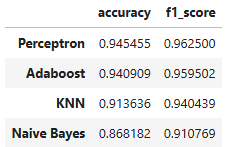 accuracy f1_score
Perceptron 0.945455 0.962500
Adaboost 0.940909 0.959502
KNN 0.913636 0.940439
Naive Bayes 0.868182 0.910769